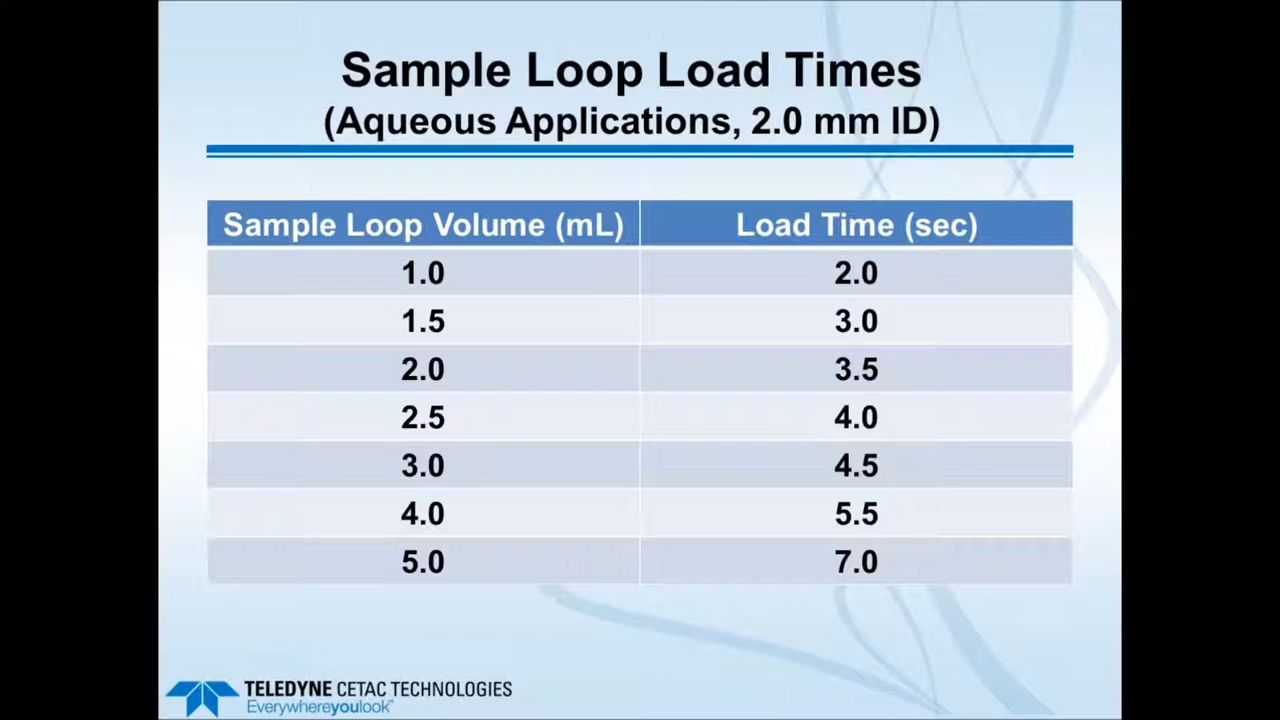 Sample Loop Load Times
(Aqueous Applications, 2.0 mm ID)
Sample Loop Volume (mL) Load Time (sec)
1.0 2.0
1.5 3.0
2.0 3.5
2.5 4.0
3.0 4.5
4.0 5.5
5.0 7.0
TELEDYNE CETAC TECHNOLOGIES
Everywhereyoulook™